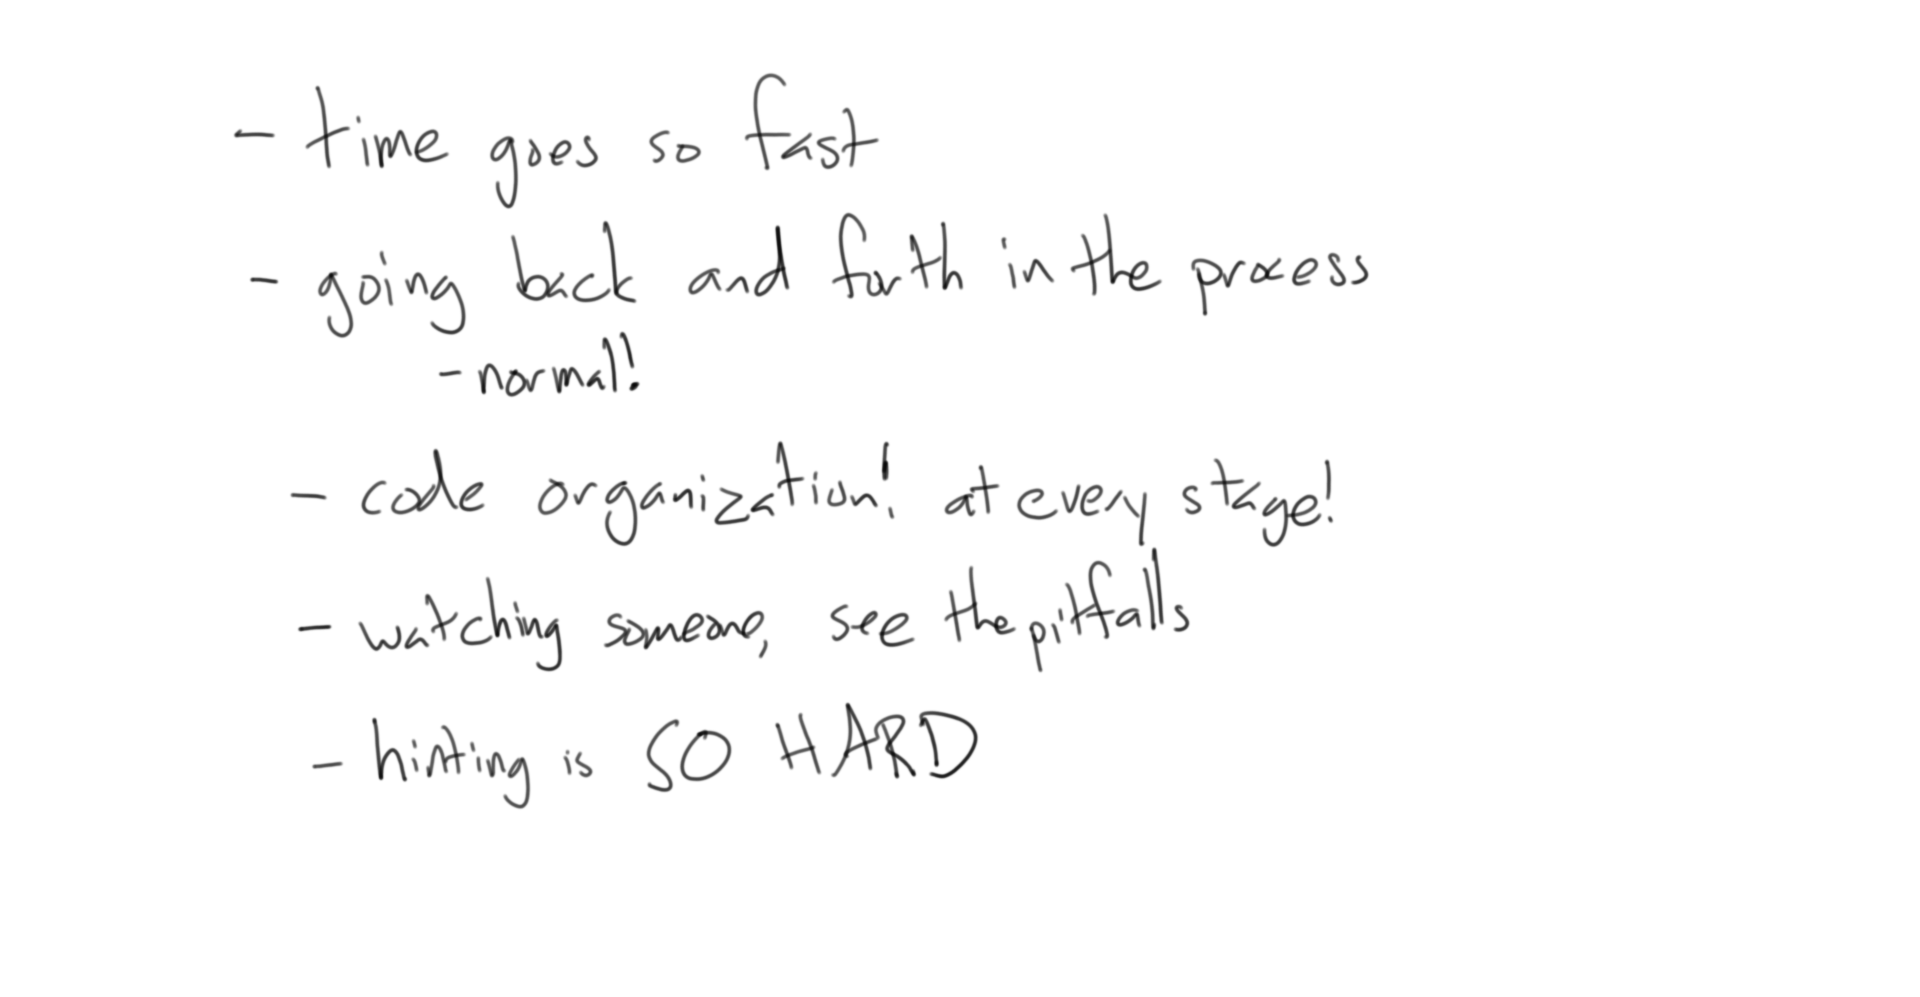 - time goes so fast
- going back and forth in the process
- normal!
- code organization! at every stage!
- watching someone, see the pitfalls
- hinting is SO HARD